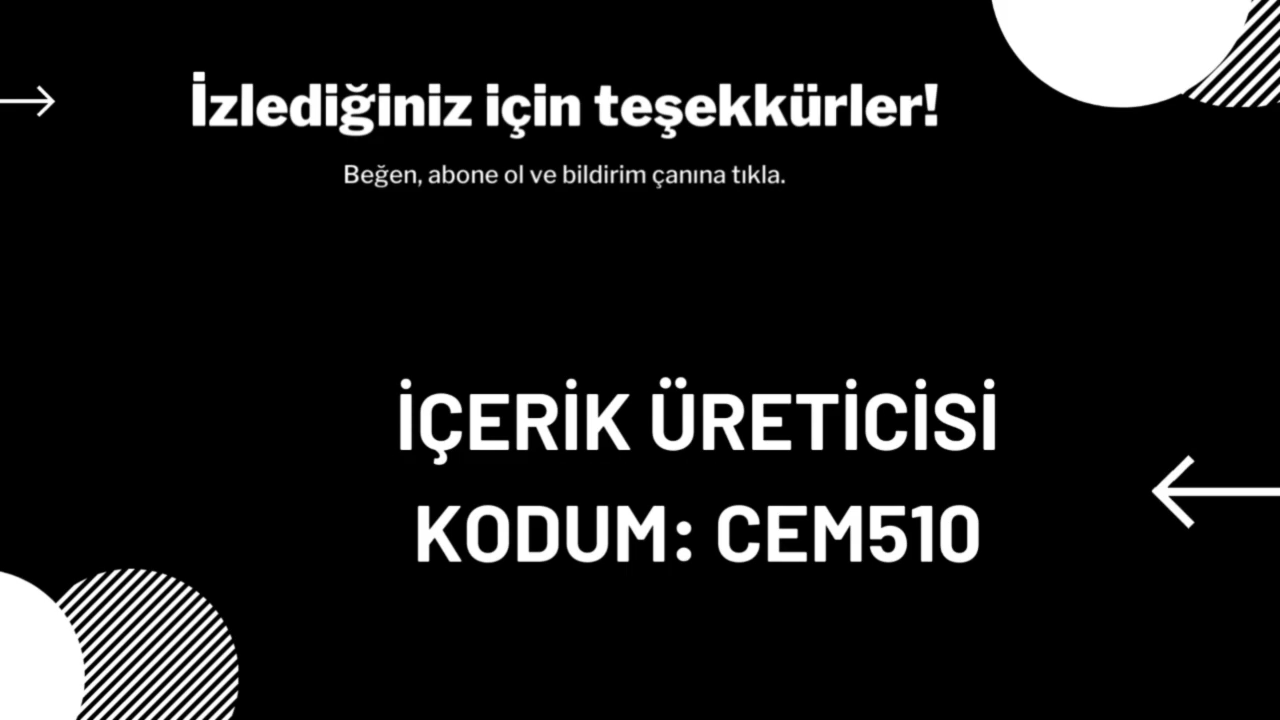 İzlediğiniz için teşekkürler!
Beğen, abone ol ve bildirim çanına tıkla.
İÇERİK ÜRETİCİSİ
KODUM: CEM510